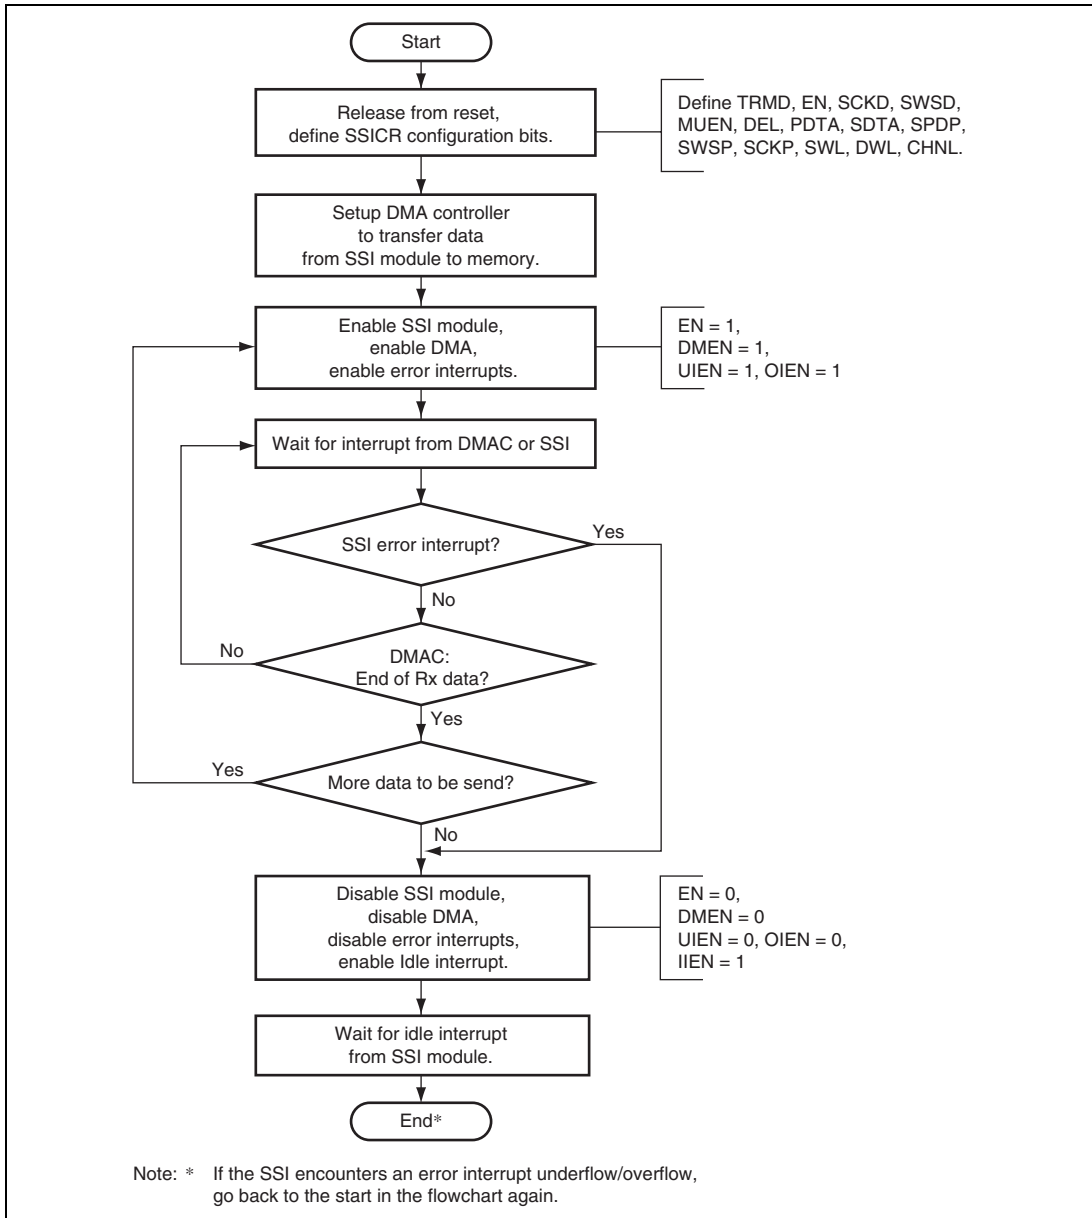 Start
Release from reset,
define SSICR configuration bits.
Define TRMD, EN, SCKD, SWSD,
MUEN, DEL, PDTA, SDTA, SPDP,
SWSP, SCKP, SWL, DWL, CHNL.
Setup DMA controller
to transfer data
from SSI module to memory.
Enable SSI module,
enable DMA,
enable error interrupts.
EN = 1,
DMEN = 1,
UIEN = 1, OIEN = 1
Wait for interrupt from DMAC or SSI
SSI error interrupt?
Yes
No
DMAC:
End of Rx data?
No
Yes
More data to be send?
Yes
No
Disable SSI module,
disable DMA,
disable error interrupts,
enable Idle interrupt.
EN = 0,
DMEN = 0
UIEN = 0, OIEN = 0,
IIEN = 1
Wait for idle interrupt
from SSI module.
End*
Note: * If the SSI encounters an error interrupt underflow/overflow,
go back to the start in the flowchart again.